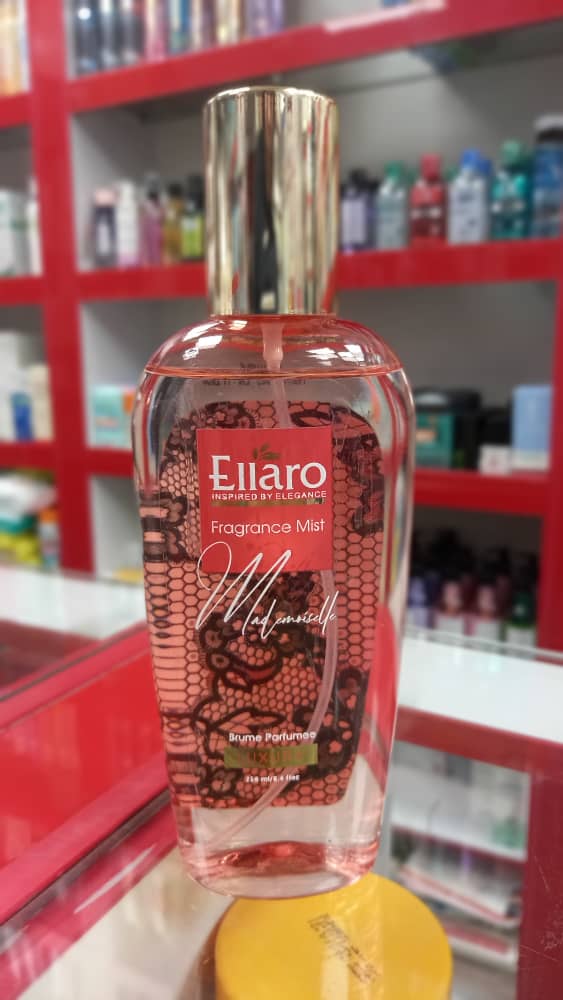 Ellaro
INSPIRED BY ELEGANCE
Fragrance Mist
Mademoiselle
Brume Parfumee